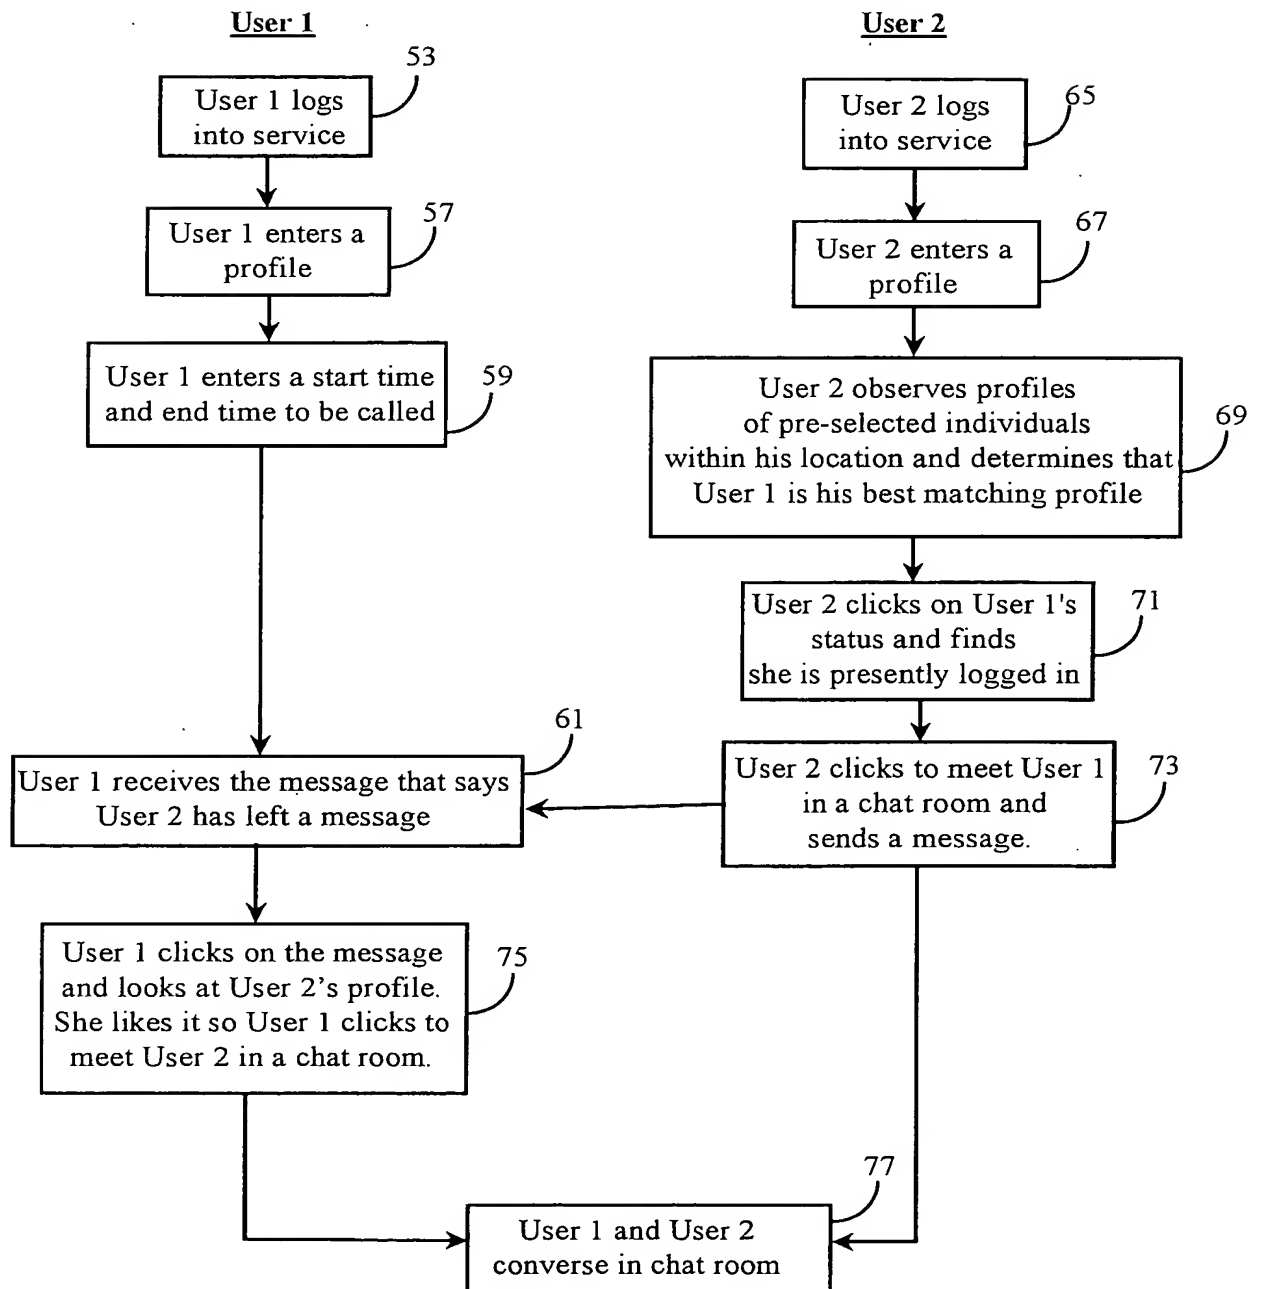 User 1
53
User 1 logs
into service
57
User 1 enters a
profile
User 1 enters a start time
and end time to be called
59
User 2
User 2 logs
into service
65
User 2 enters a
profile
67
User 2 observes profiles
of pre-selected individuals
within his location and determines that
User 1 is his best matching profile
69
User 2 clicks on User 1's
status and finds
she is presently logged in
71
User 2 clicks to meet User 1
in a chat room and
sends a message.
73
61
User 1 receives the message that says
User 2 has left a message
User 1 clicks on the message
and looks at User 2’s profile.
She likes it so User 1 clicks to
meet User 2 in a chat room.
75
77
User 1 and User 2
converse in chat room